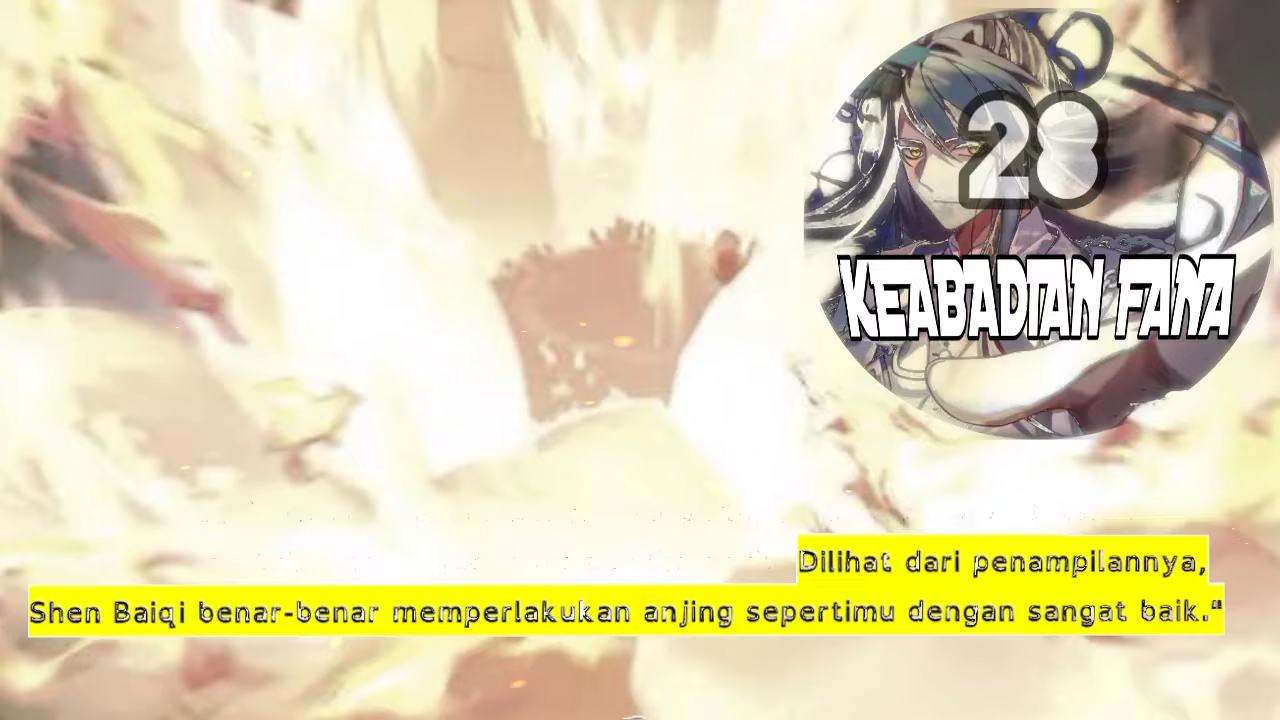 28
KEABADIAN FANA
Dilihat dari penampilannya,
Shen Baiqi benar-benar memperlakukan anjing sepertimu dengan sangat baik."